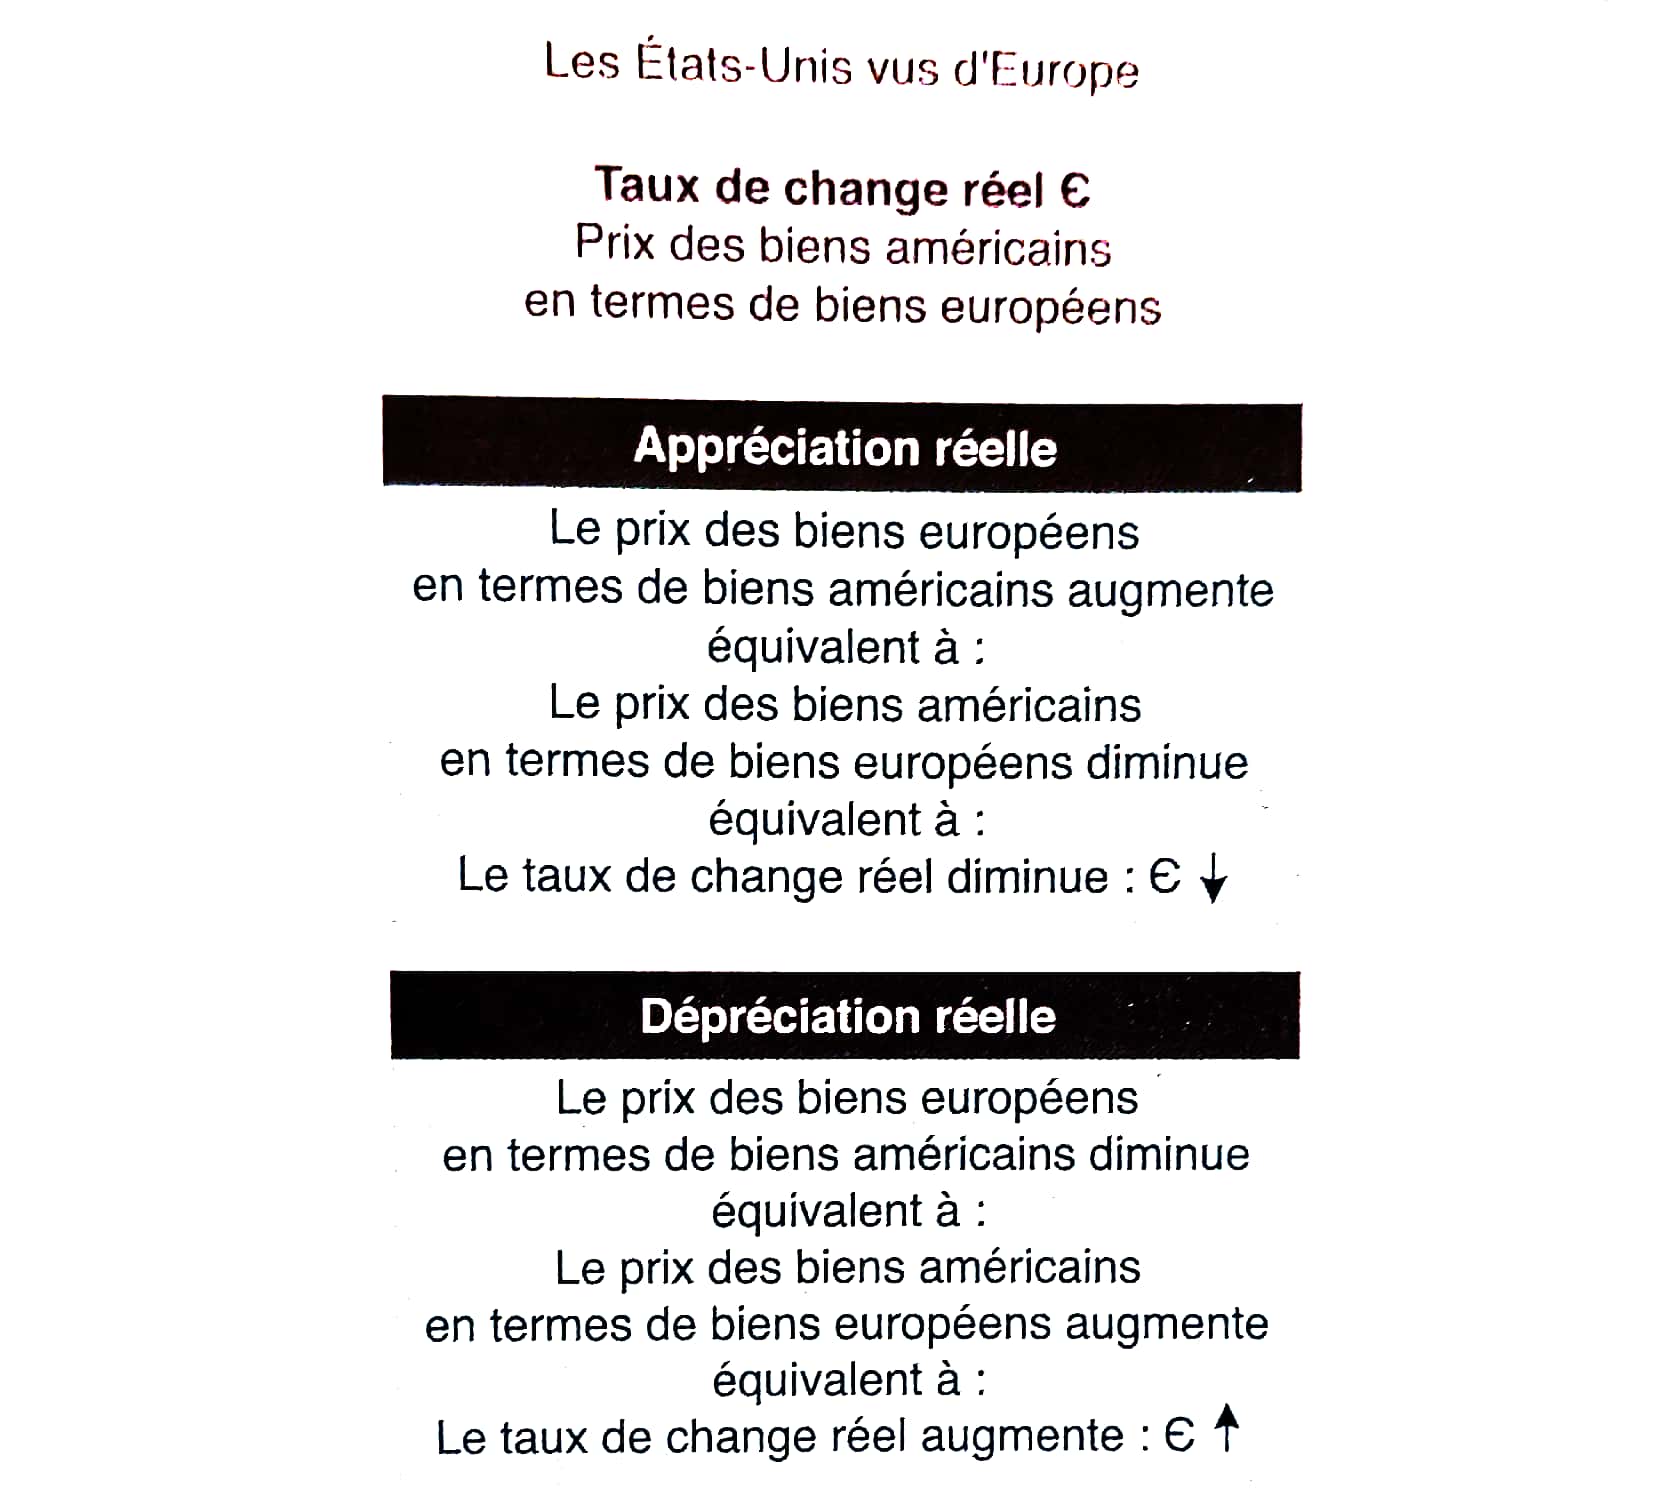 Les États-Unis vus d'Europe
Taux de change réel Є
Prix des biens américains
en termes de biens européens
Appréciation réelle
Le prix des biens européens
en termes de biens américains augmente
équivalent à :
Le prix des biens américains
en termes de biens européens diminue
équivalent à :
Le taux de change réel diminue : Є ↓
Dépréciation réelle
Le prix des biens européens
en termes de biens américains diminue
équivalent à :
Le prix des biens américains
en termes de biens européens augmente
équivalent à :
Le taux de change réel augmente : Є ↑